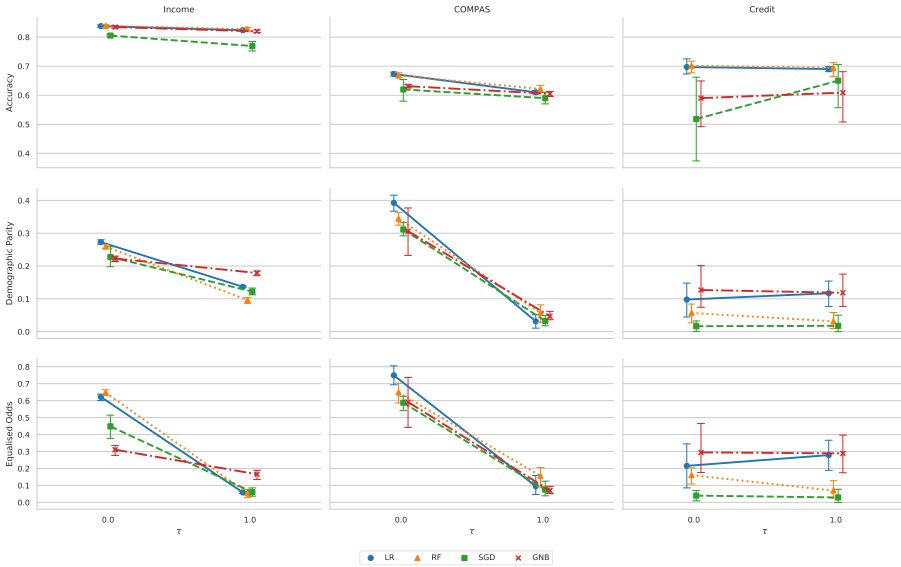 Income COMPAS Credit
Accuracy
0.8
0.7
0.6
0.5
0.4
Demographic Parity
0.4
0.3
0.2
0.1
0.0
Equalised Odds
0.8
0.7
0.6
0.5
0.4
0.3
0.2
0.1
0.0
0.0 1.0 0.0 1.0 0.0 1.0
τ τ τ
LR RF SGD GNB